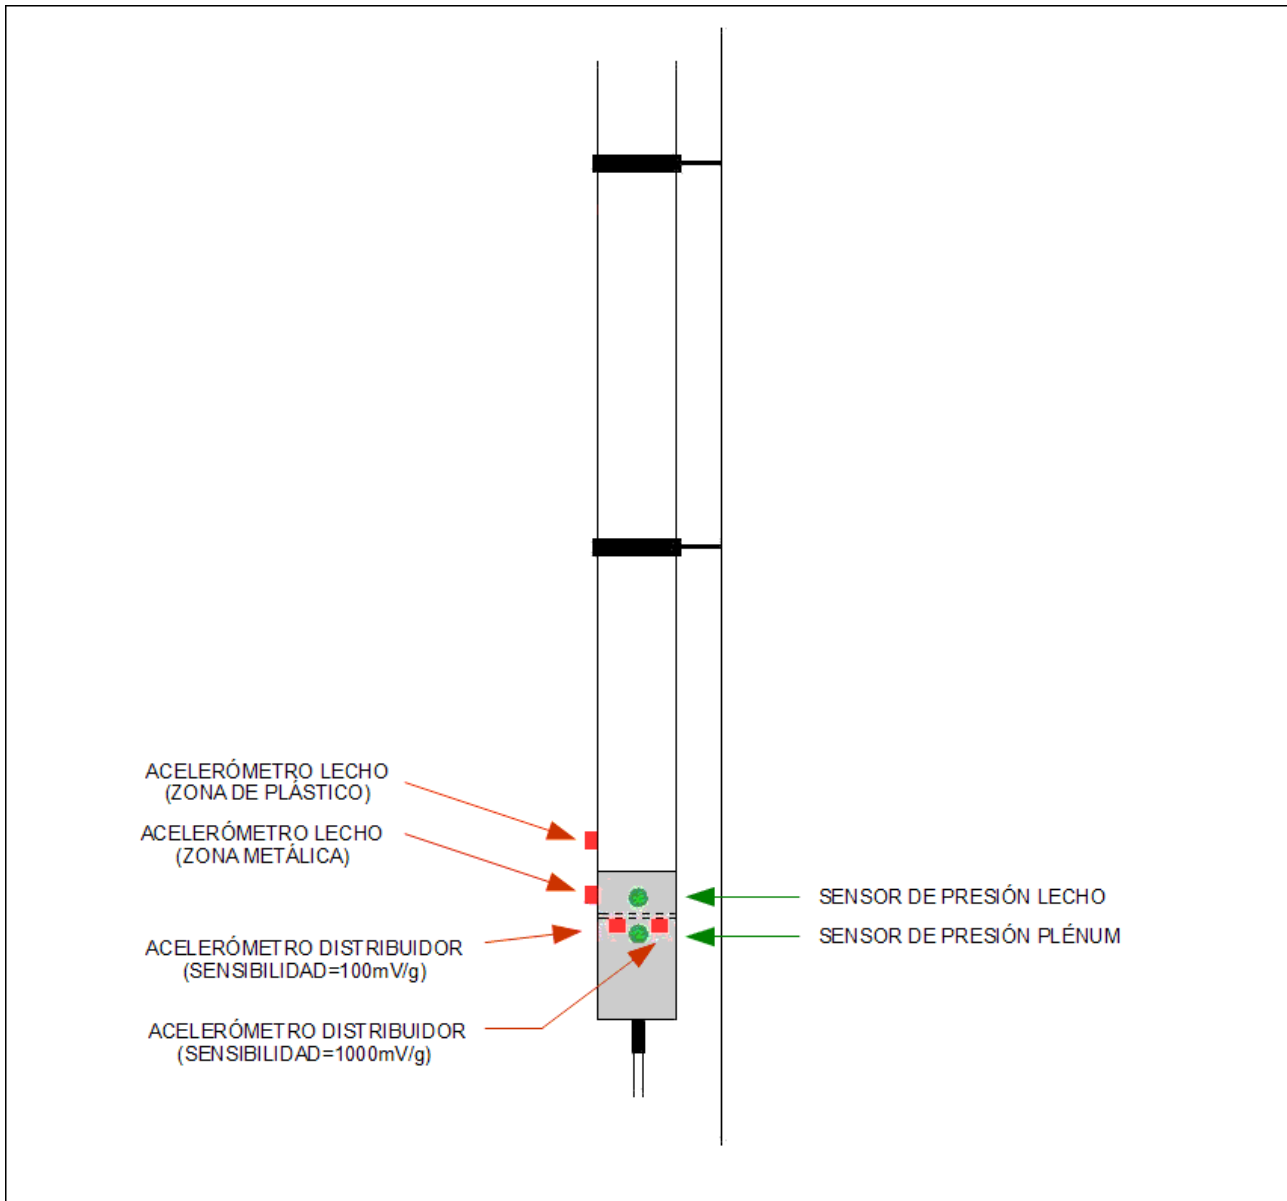 ACELERÓMETRO LECHO
(ZONA DE PLÁSTICO)
ACELERÓMETRO LECHO
(ZONA METÁLICA)
SENSOR DE PRESIÓN LECHO
SENSOR DE PRESIÓN PLÉNUM
ACELERÓMETRO DISTRIBUIDOR
(SENSIBILIDAD=100mV/g)
ACELERÓMETRO DISTRIBUIDOR
(SENSIBILIDAD=1000mV/g)